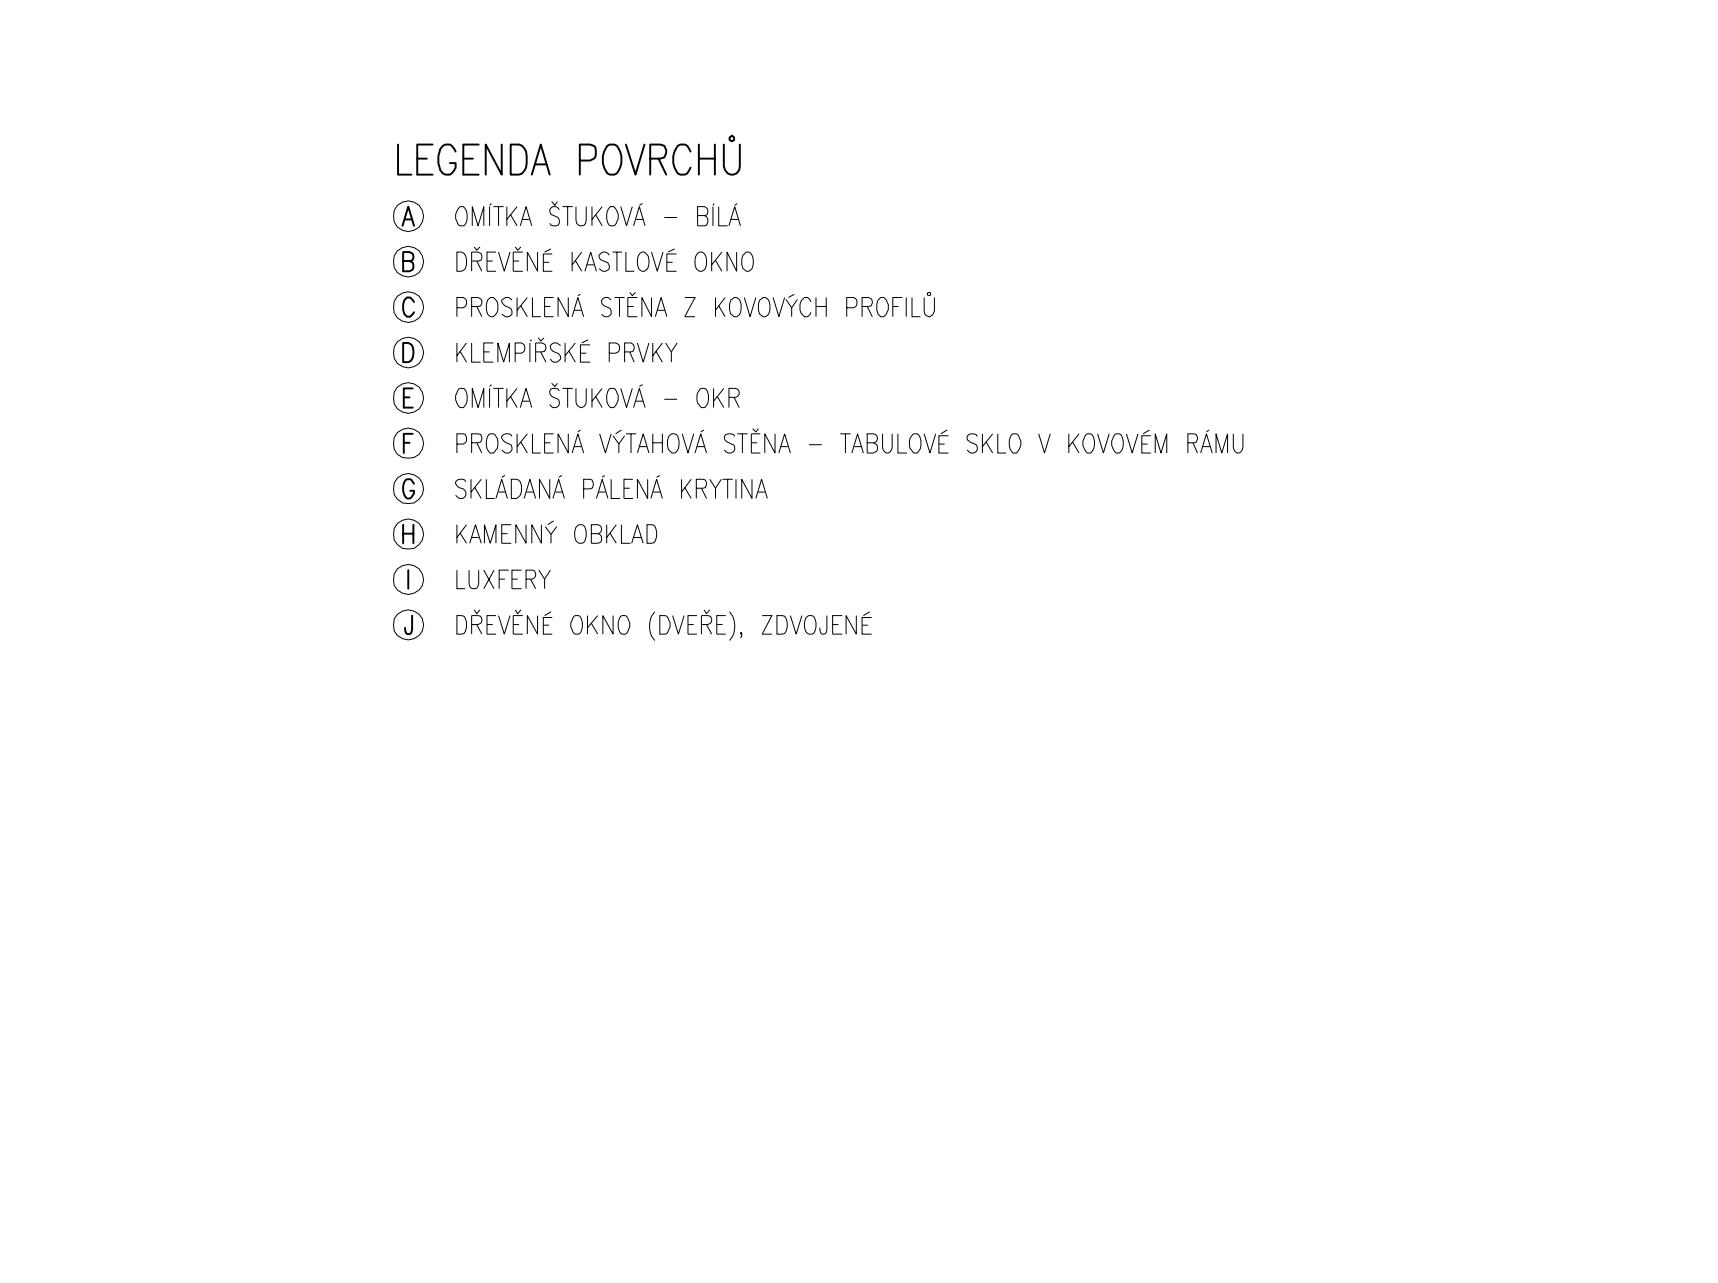 LEGENDA POVRCHŮ
A OMÍTKA ŠTUKOVÁ – BÍLÁ
B DŘEVĚNÉ KASTLOVÉ OKNO
C PROSKLENÁ STĚNA Z KOVOVÝCH PROFILŮ
D KLEMPÍŘSKÉ PRVKY
E OMÍTKA ŠTUKOVÁ – OKR
F PROSKLENÁ VÝTAHOVÁ STĚNA – TABULOVÉ SKLO V KOVOVÉM RÁMU
G SKLÁDANÁ PÁLENÁ KRYTINA
H KAMENNÝ OBKLAD
I LUXFERY
J DŘEVĚNÉ OKNO (DVEŘE), ZDVOJENÉ